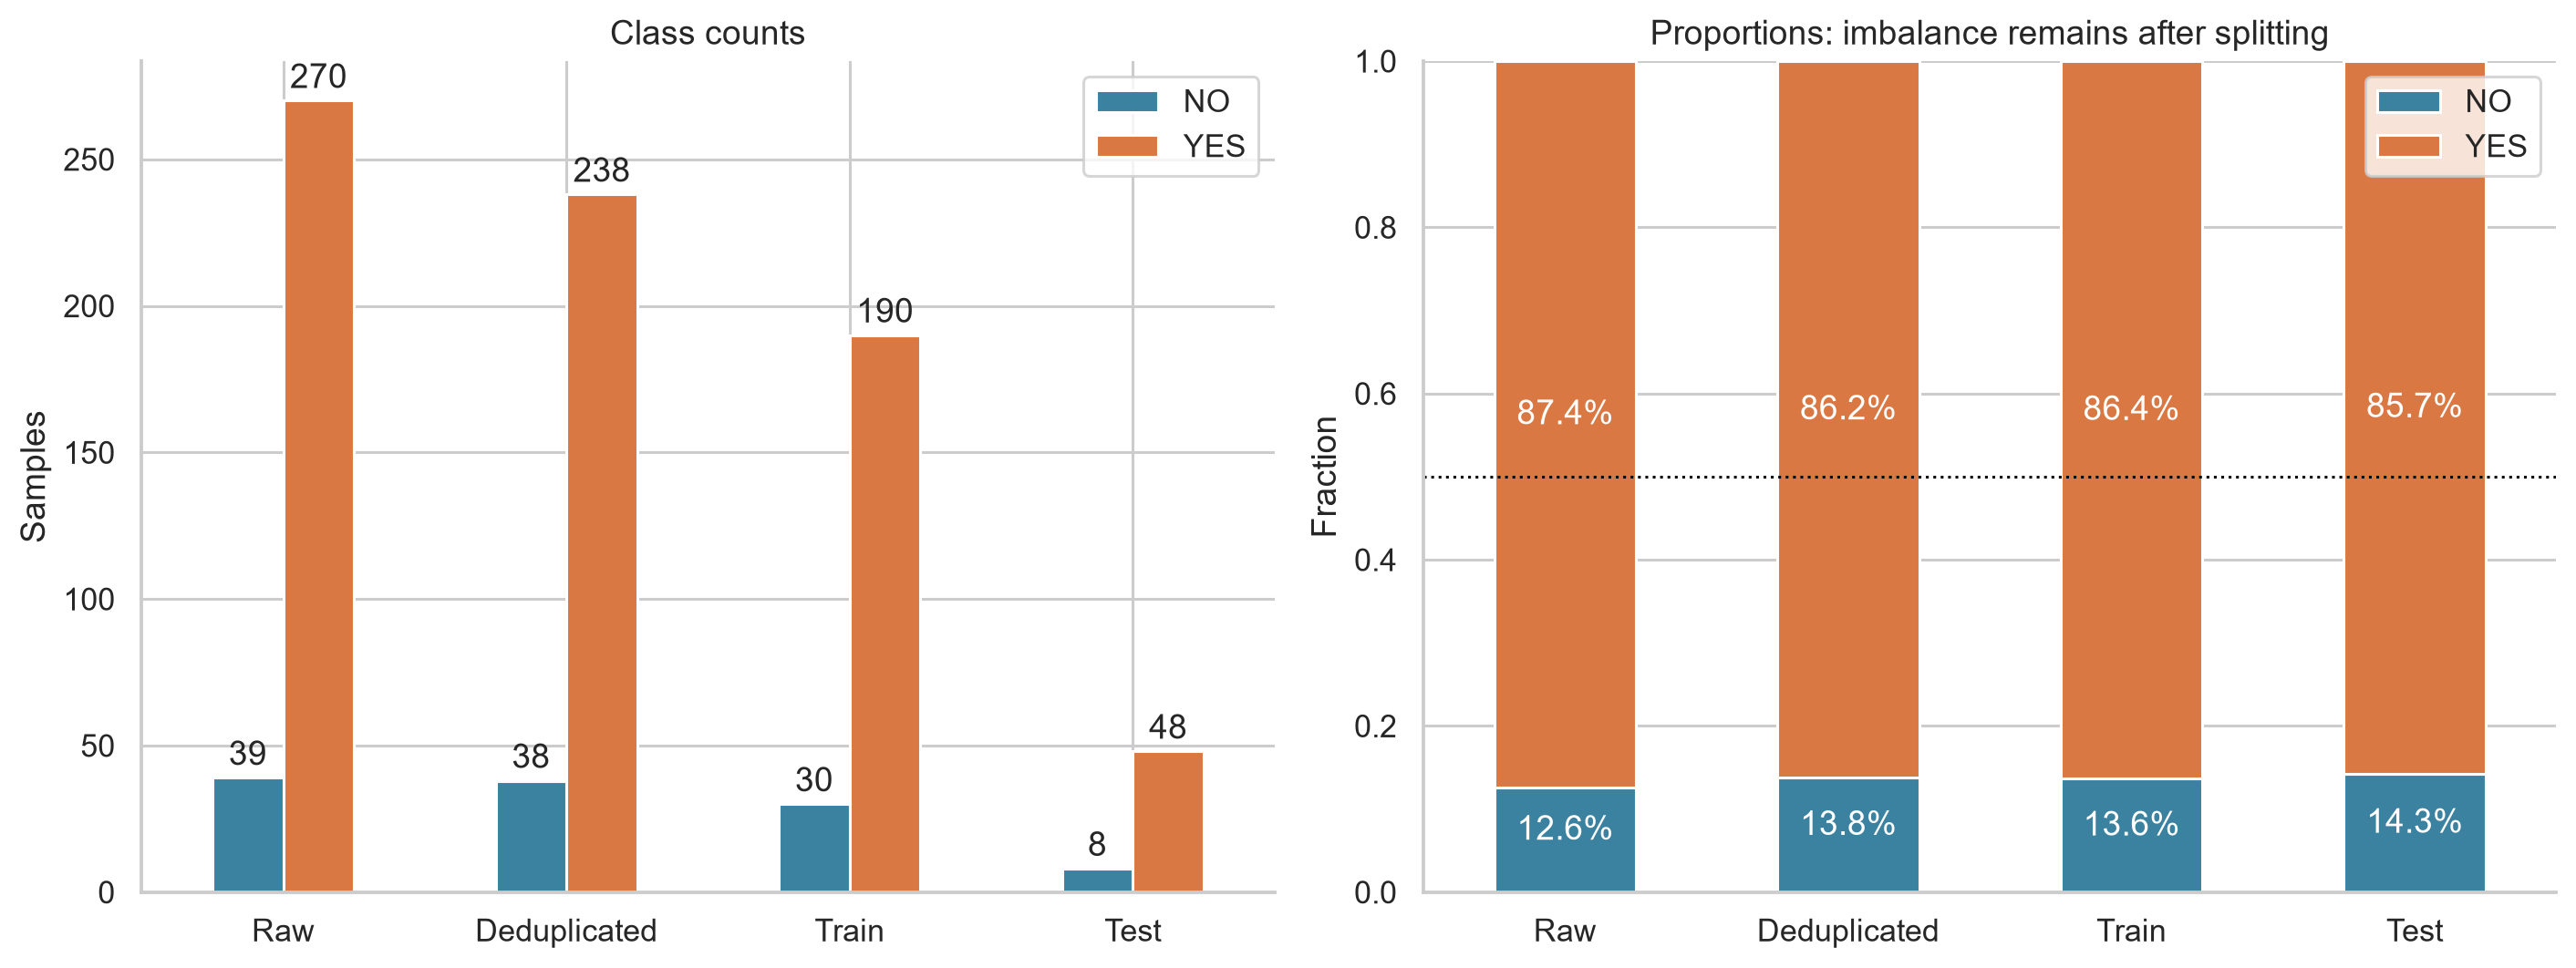 Class counts
270
238
190
48
39
38
30
8
NO
YES
Samples
250
200
150
100
50
0
Raw
Deduplicated
Train
Test
Proportions: imbalance remains after splitting
NO
YES
Fraction
1.0
0.8
0.6
0.4
0.2
0.0
87.4%
86.2%
86.4%
85.7%
12.6%
13.8%
13.6%
14.3%
Raw
Deduplicated
Train
Test